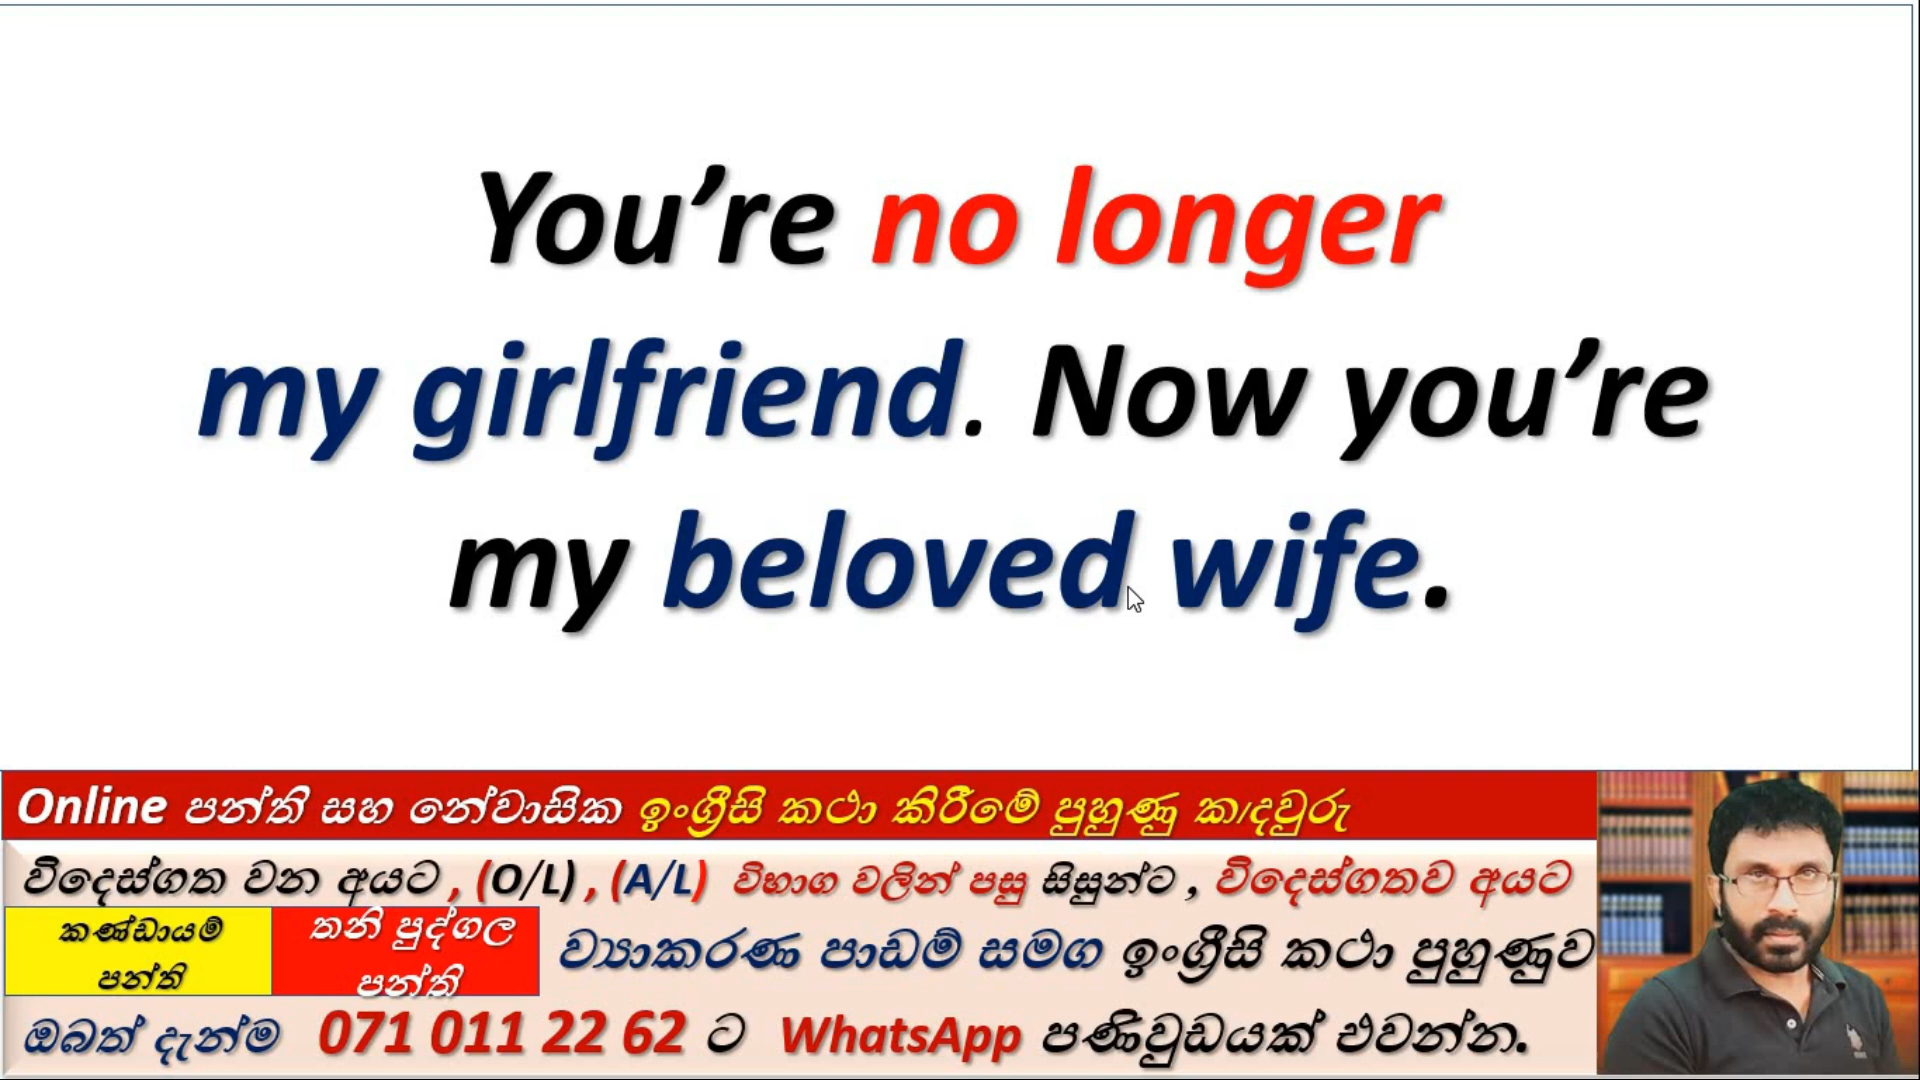 You’re no longer
my girlfriend. Now you’re
my beloved wife.
Online පන්ති සහ නේවාසික ඉංග්‍රීසි කථා කිරීමේ පුහුණු කඳවුරු
විදෙස්ගත වන අයට , (O/L) , (A/L) විභාග වලින් පසු සිසුන්ට , විදෙස්ගතව අයට
කණ්ඩායම්
පන්ති
තනි පුද්ගල
පන්ති
ව්‍යාකරණ පාඩම් සමග ඉංග්‍රීසි කථා පුහුණුව
ඔබත් දැන්ම 071 011 22 62 ට WhatsApp පණිවුඩයක් එවන්න.